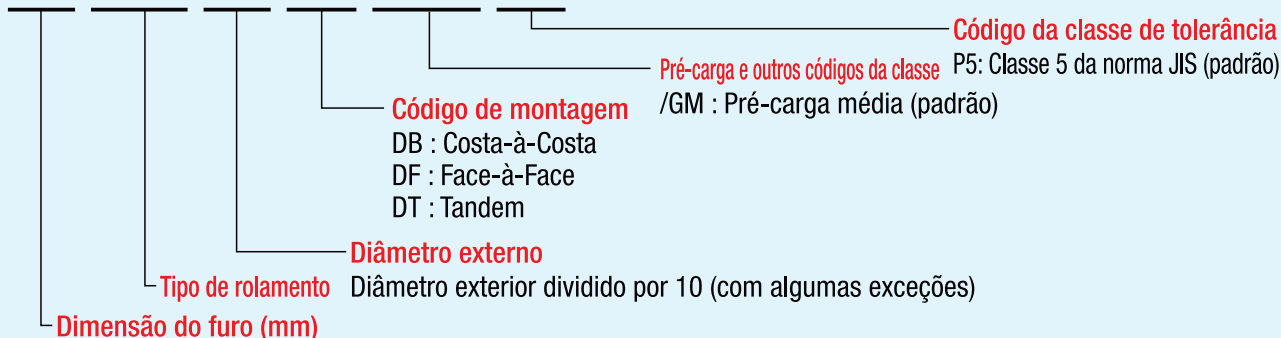 Código da classe de tolerância
P5: Classe 5 da norma JIS (padrão)
Pré-carga e outros códigos da classe
/GM : Pré-carga média (padrão)
Código de montagem
DB : Costa-à-Costa
DF : Face-à-Face
DT : Tandem
Diâmetro externo
Diâmetro exterior dividido por 10 (com algumas exceções)
Tipo de rolamento
Dimensão do furo (mm)